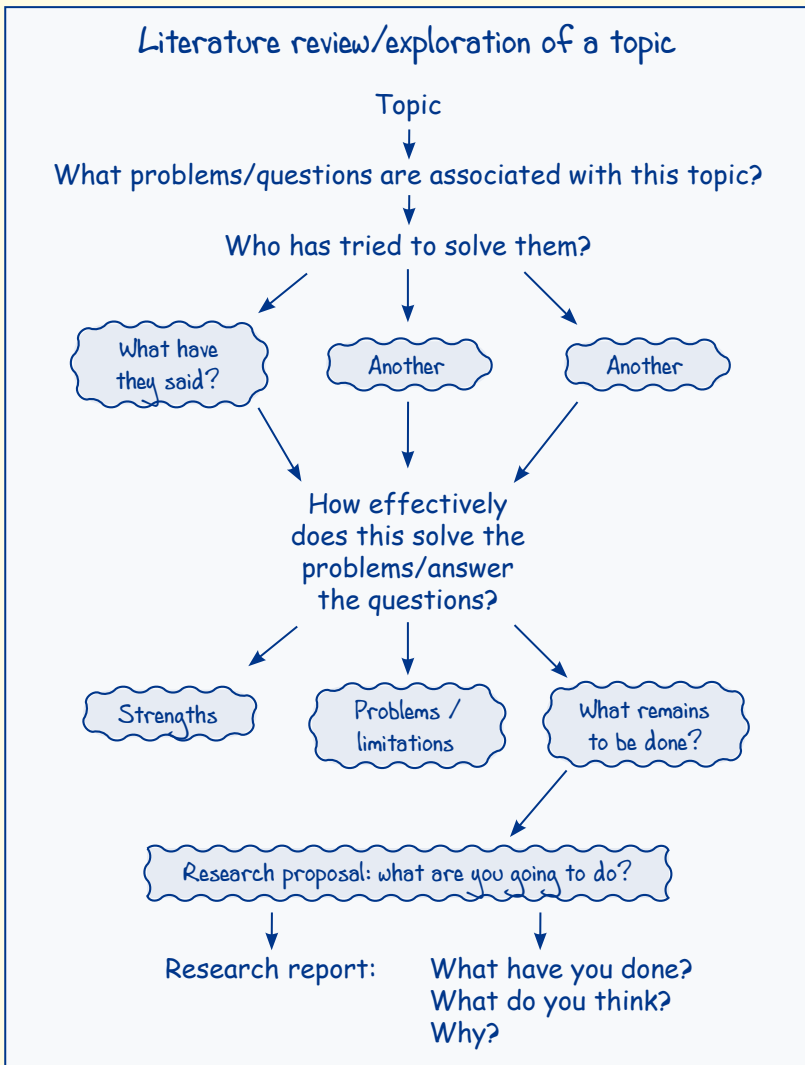 Literature review/exploration of a topic
Topic
What problems/questions are associated with this topic?
Who has tried to solve them?
What have
they said?
Another
Another
How effectively
does this solve the
problems/answer
the questions?
Strengths
Problems /
limitations
What remains
to be done?
Research proposal: what are you going to do?
Research report:
What have you done?
What do you think?
Why?